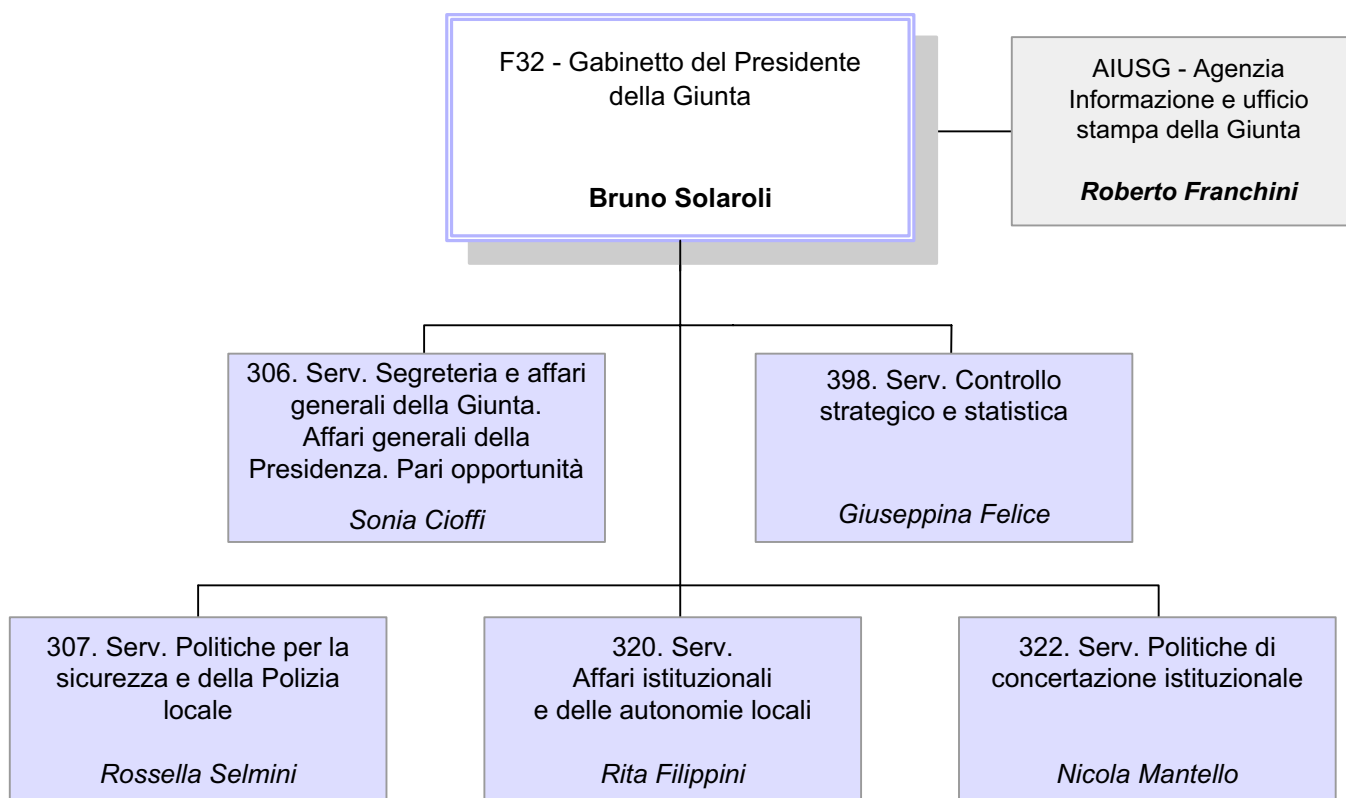 F32 - Gabinetto del Presidente
della Giunta
Bruno Solaroli
AIUSG - Agenzia
Informazione e ufficio
stampa della Giunta
Roberto Franchini
306. Serv. Segreteria e affari
generali della Giunta.
Affari generali della
Presidenza. Pari opportunità
Sonia Cioffi
398. Serv. Controllo
strategico e statistica
Giuseppina Felice
307. Serv. Politiche per la
sicurezza e della Polizia
locale
Rossella Selmini
320. Serv.
Affari istituzionali
e delle autonomie locali
Rita Filippini
322. Serv. Politiche di
concertazione istituzionale
Nicola Mantello